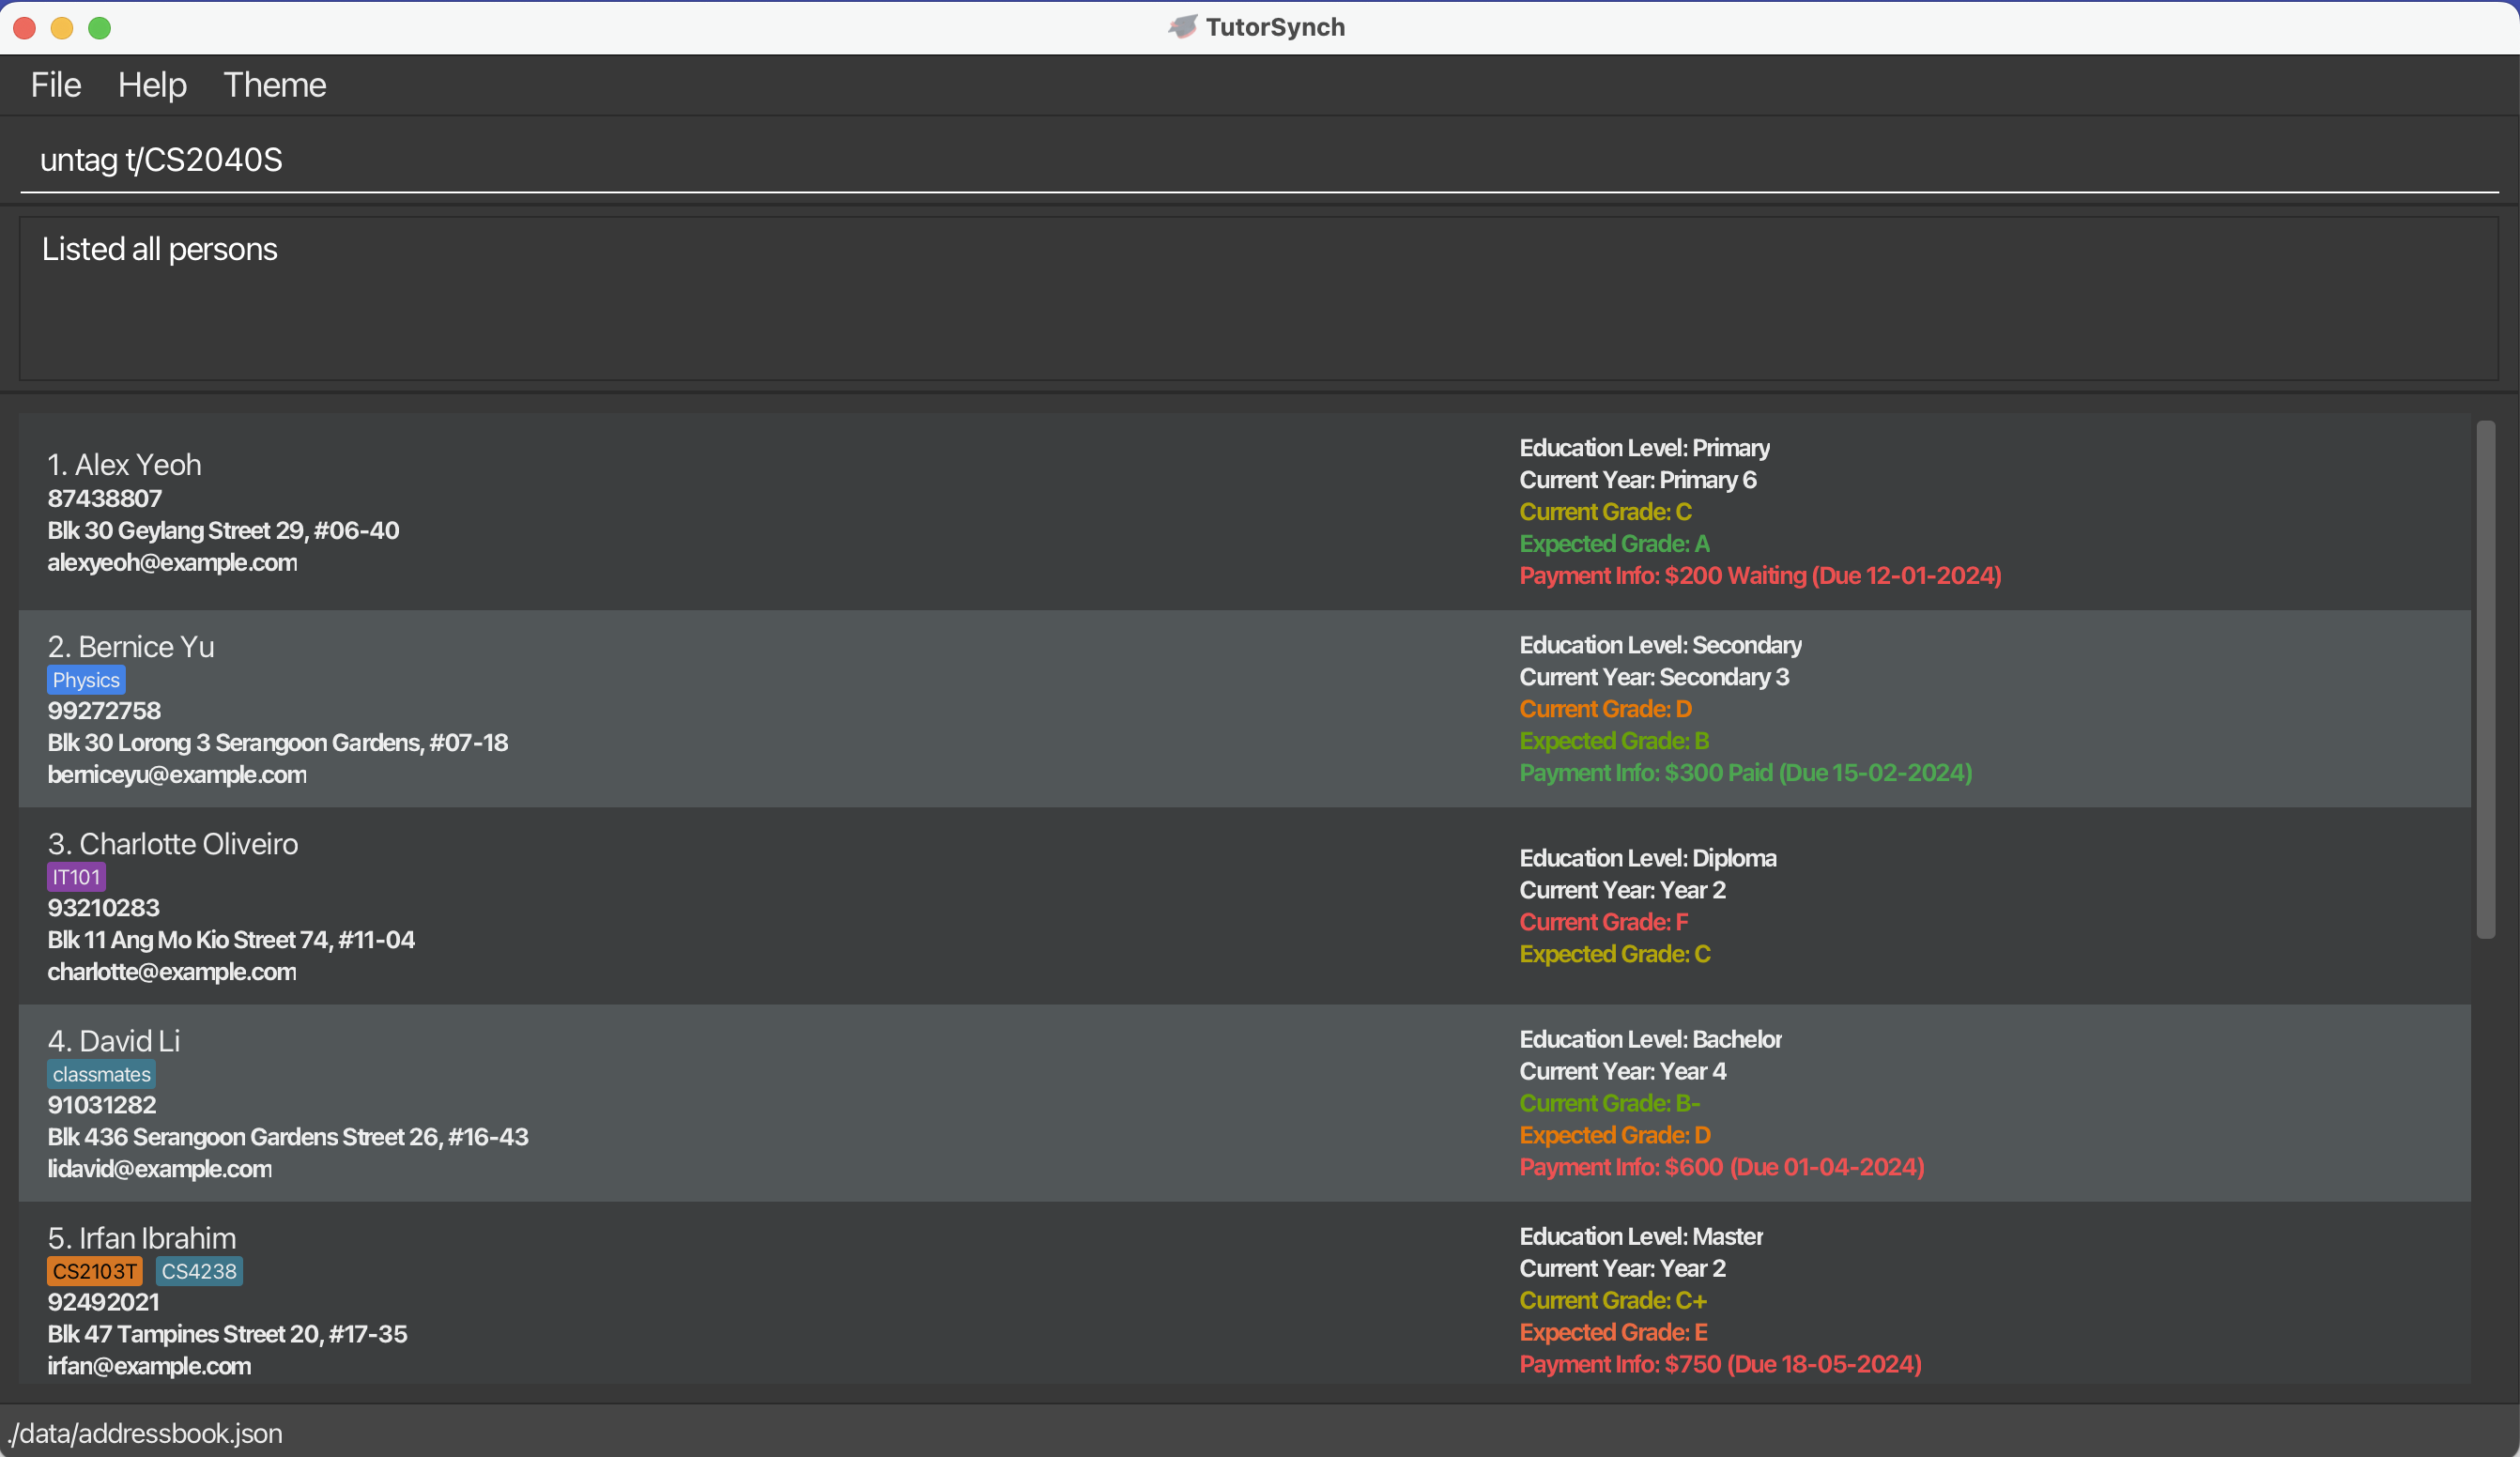 TutorSynch
File Help Theme
untag t/CS2040S
Listed all persons
1. Alex Yeoh
87438807
Blk 30 Geylang Street 29, #06-40
alexyeoh@example.com
Education Level: Primary
Current Year: Primary 6
Current Grade: C
Expected Grade: A
Payment Info: $200 Waiting (Due 12-01-2024)
2. Bernice Yu
Physics
99272758
Blk 30 Lorong 3 Serangoon Gardens, #07-18
berniceyu@example.com
Education Level: Secondary
Current Year: Secondary 3
Current Grade: D
Expected Grade: B
Payment Info: $300 Paid (Due 15-02-2024)
3. Charlotte Oliveiro
IT101
93210283
Blk 11 Ang Mo Kio Street 74, #11-04
charlotte@example.com
Education Level: Diploma
Current Year: Year 2
Current Grade: F
Expected Grade: C
4. David Li
classmates
91031282
Blk 436 Serangoon Gardens Street 26, #16-43
lidavid@example.com
Education Level: Bachelor
Current Year: Year 4
Current Grade: B-
Expected Grade: D
Payment Info: $600 (Due 01-04-2024)
5. Irfan Ibrahim
CS2103T CS4238
92492021
Blk 47 Tampines Street 20, #17-35
irfan@example.com
Education Level: Master
Current Year: Year 2
Current Grade: C+
Expected Grade: E
Payment Info: $750 (Due 18-05-2024)
./data/addressbook.json